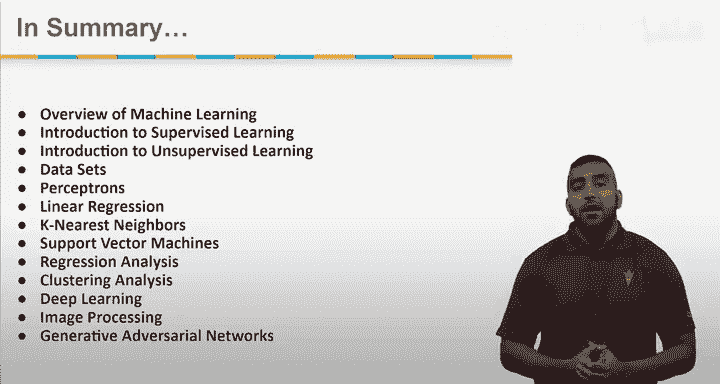 In Summary…
● Overview of Machine Learning
● Introduction to Supervised Learning
● Introduction to Unsupervised Learning
● Data Sets
● Perceptrons
● Linear Regression
● K-Nearest Neighbors
● Support Vector Machines
● Regression Analysis
● Clustering Analysis
● Deep Learning
● Image Processing
● Generative Adversarial Networks